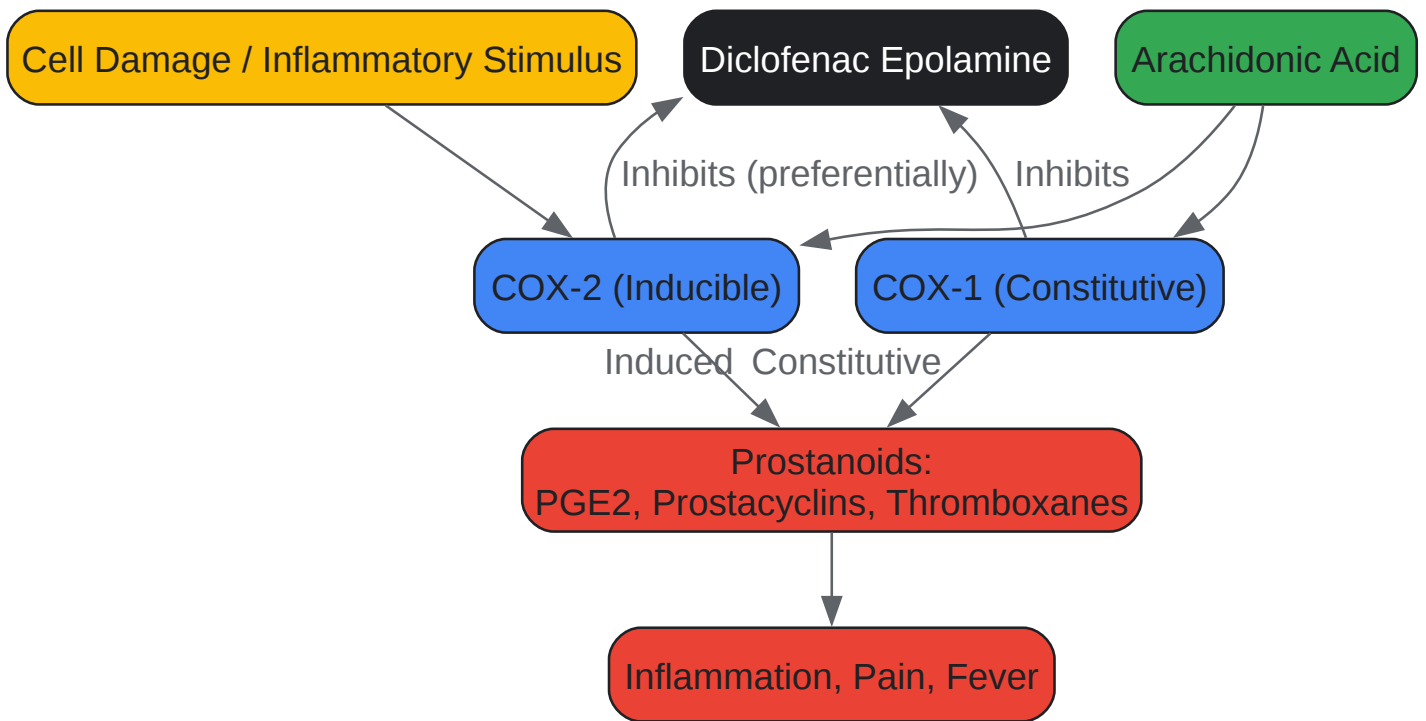 Cell Damage / Inflammatory Stimulus
Diclofenac Epolamine
Arachidonic Acid
Inhibits (preferentially)
Inhibits
COX-2 (Inducible)
COX-1 (Constitutive)
Induced
Constitutive
Prostanoids:
PGE2, Prostacyclins, Thromboxanes
Inflammation, Pain, Fever